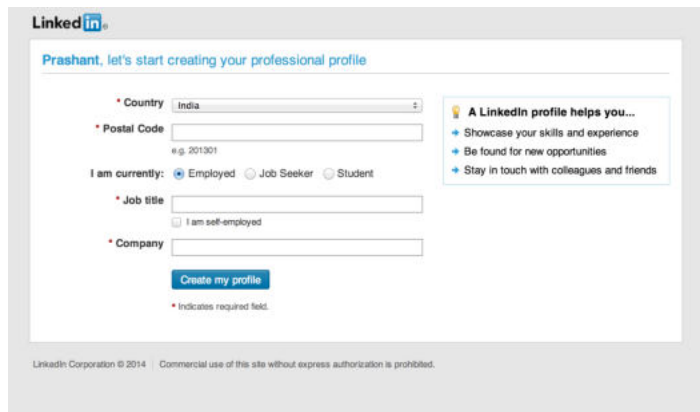 Linked in®
Prashant, let's start creating your professional profile
* Country India
* Postal Code
e.g. 201301
I am currently: Employed Job Seeker Student
* Job title
I am self-employed
* Company
Create my profile
* Indicates required field.
A LinkedIn profile helps you...
Showcase your skills and experience
Be found for new opportunities
Stay in touch with colleagues and friends
LinkedIn Corporation © 2014 Commercial use of this site without express authorization is prohibited.